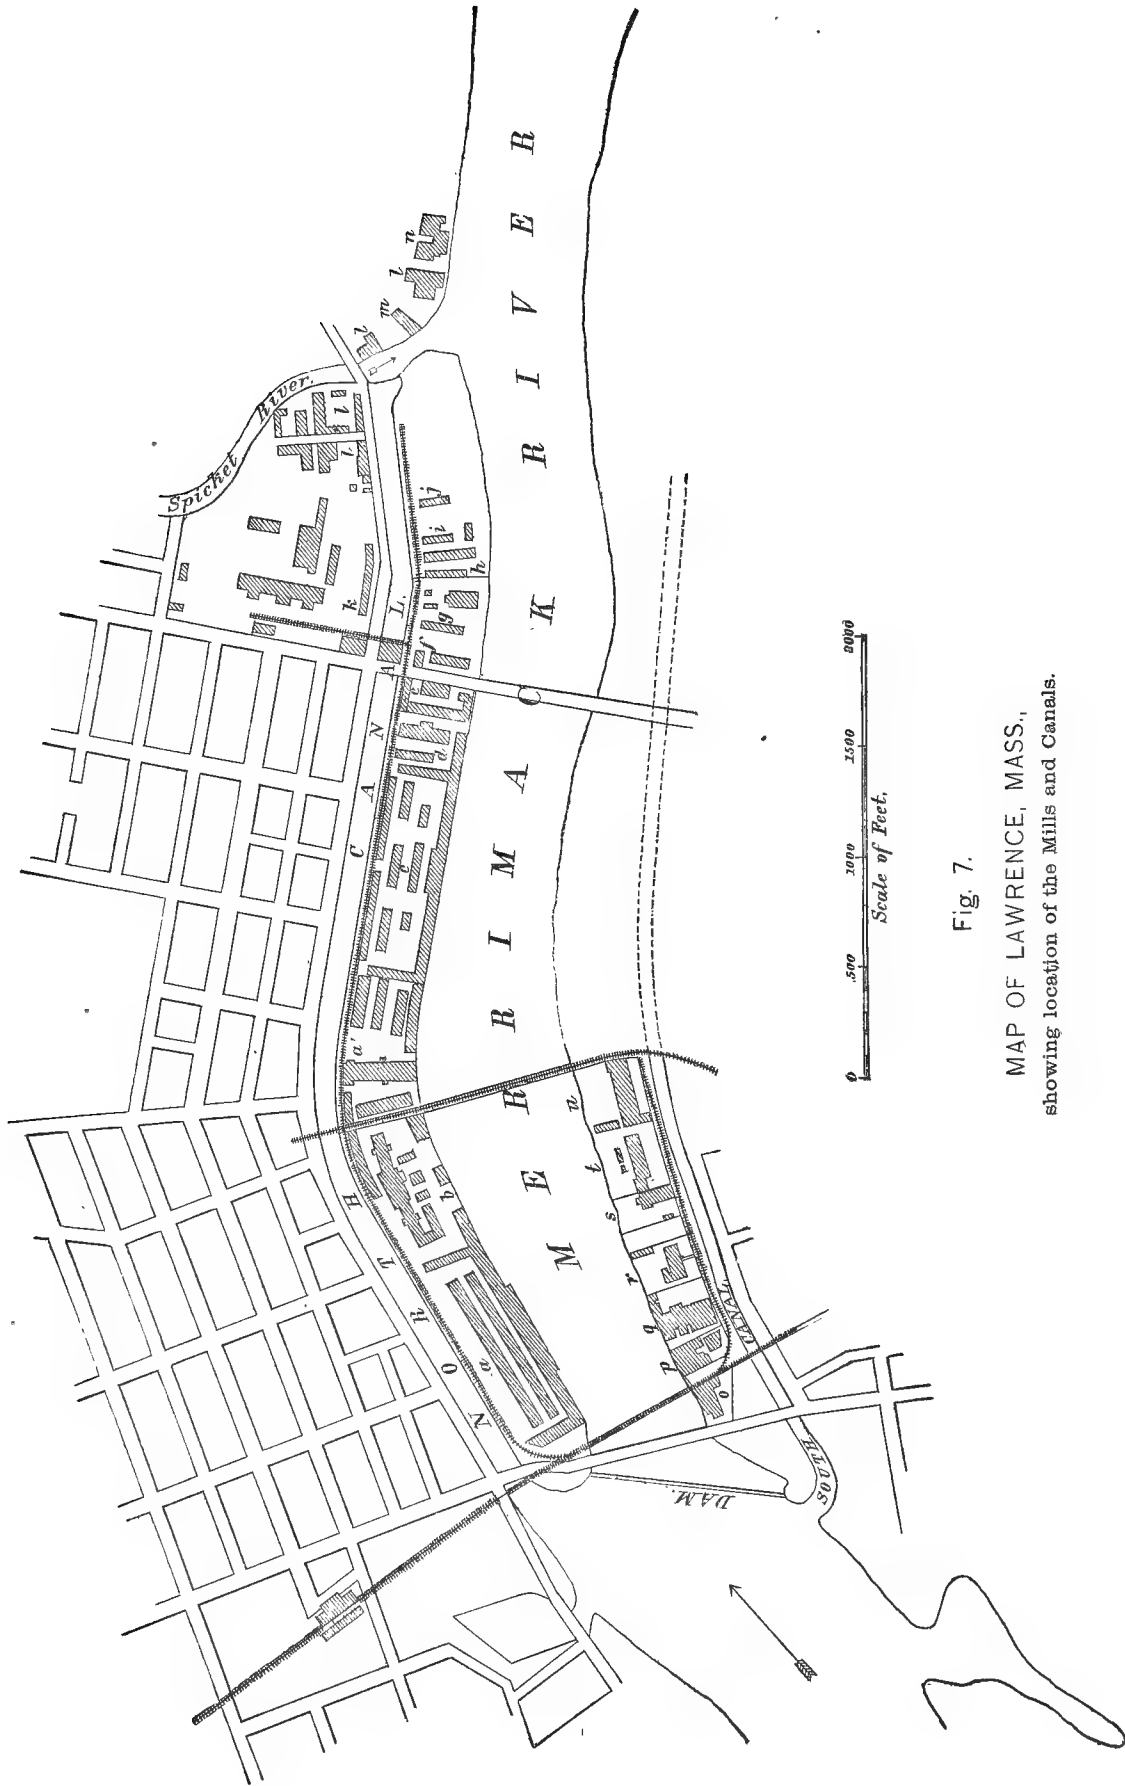 Spicket River.
NORTH CANAL.
MERRIMACK RIVER
SOUTH CANAL.
DAM.
a
a'
b
c
d
e
f
g
h
i
j
k
l
l
l
l
m
n
o
p
q
r
s
t
u
0 500 1000 1500 2000
Scale of Feet.
Fig. 7.
MAP OF LAWRENCE, MASS.,
showing location of the Mills and Canals.